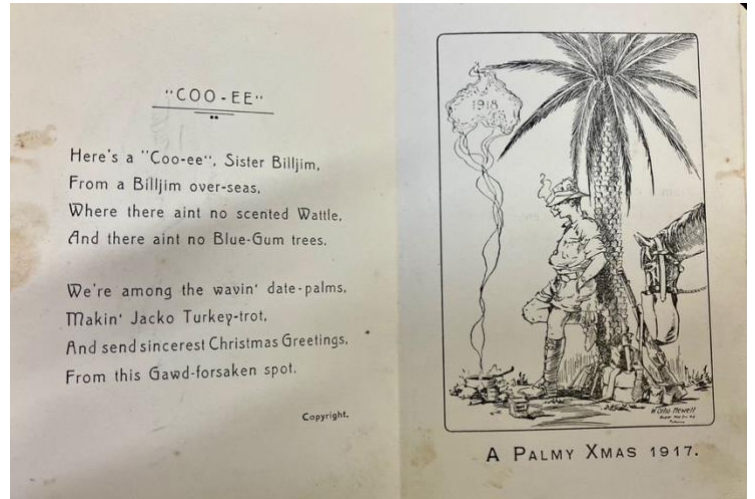 "COO-EE"
Here's a "Coo-ee", Sister Billjim,
From a Billjim over-seas,
Where there aint no scented Wattle,
And there aint no Blue-Gum trees.
We're among the wavin' date-palms,
Makin' Jacko Turkey-trot,
And send sincerest Christmas Greetings,
From this Gawd-forsaken spot.
Copyright.
1918
Newell
A PALMY XMAS 1917.